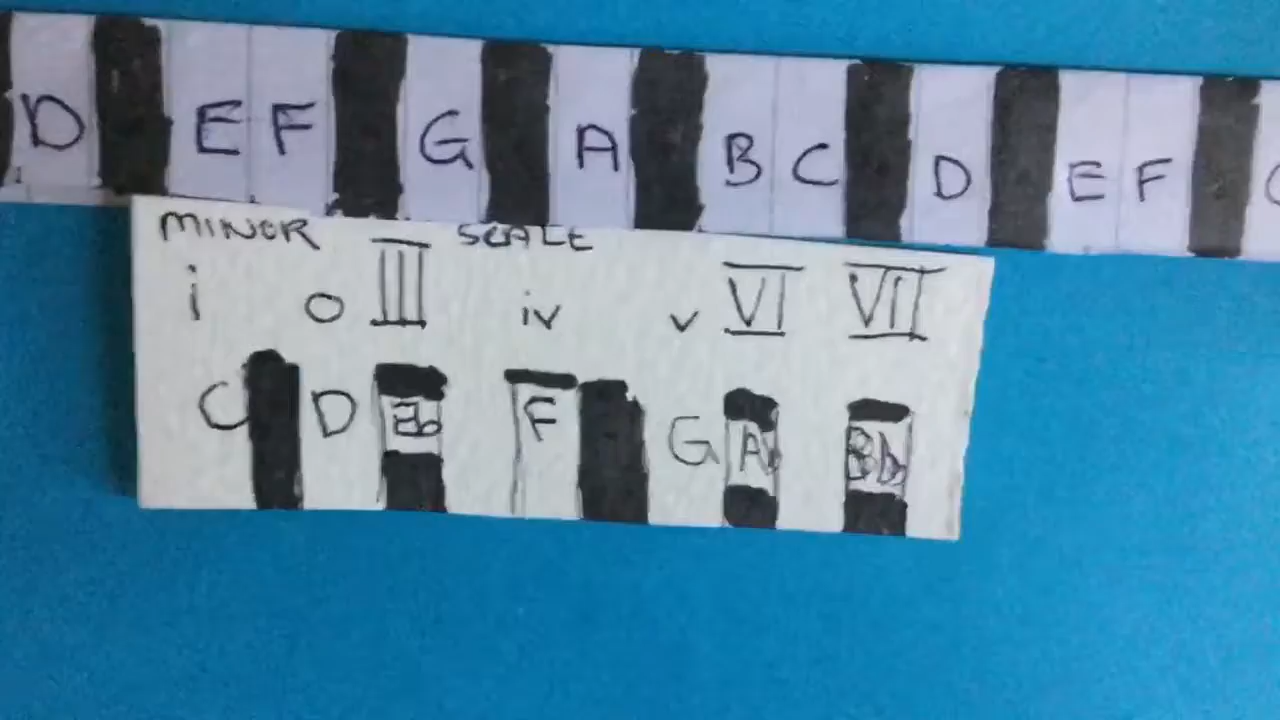 D E F G A B C D E F G
MINOR SCALE
i o III iv v VI VII
C D Eb F G Ab Bb